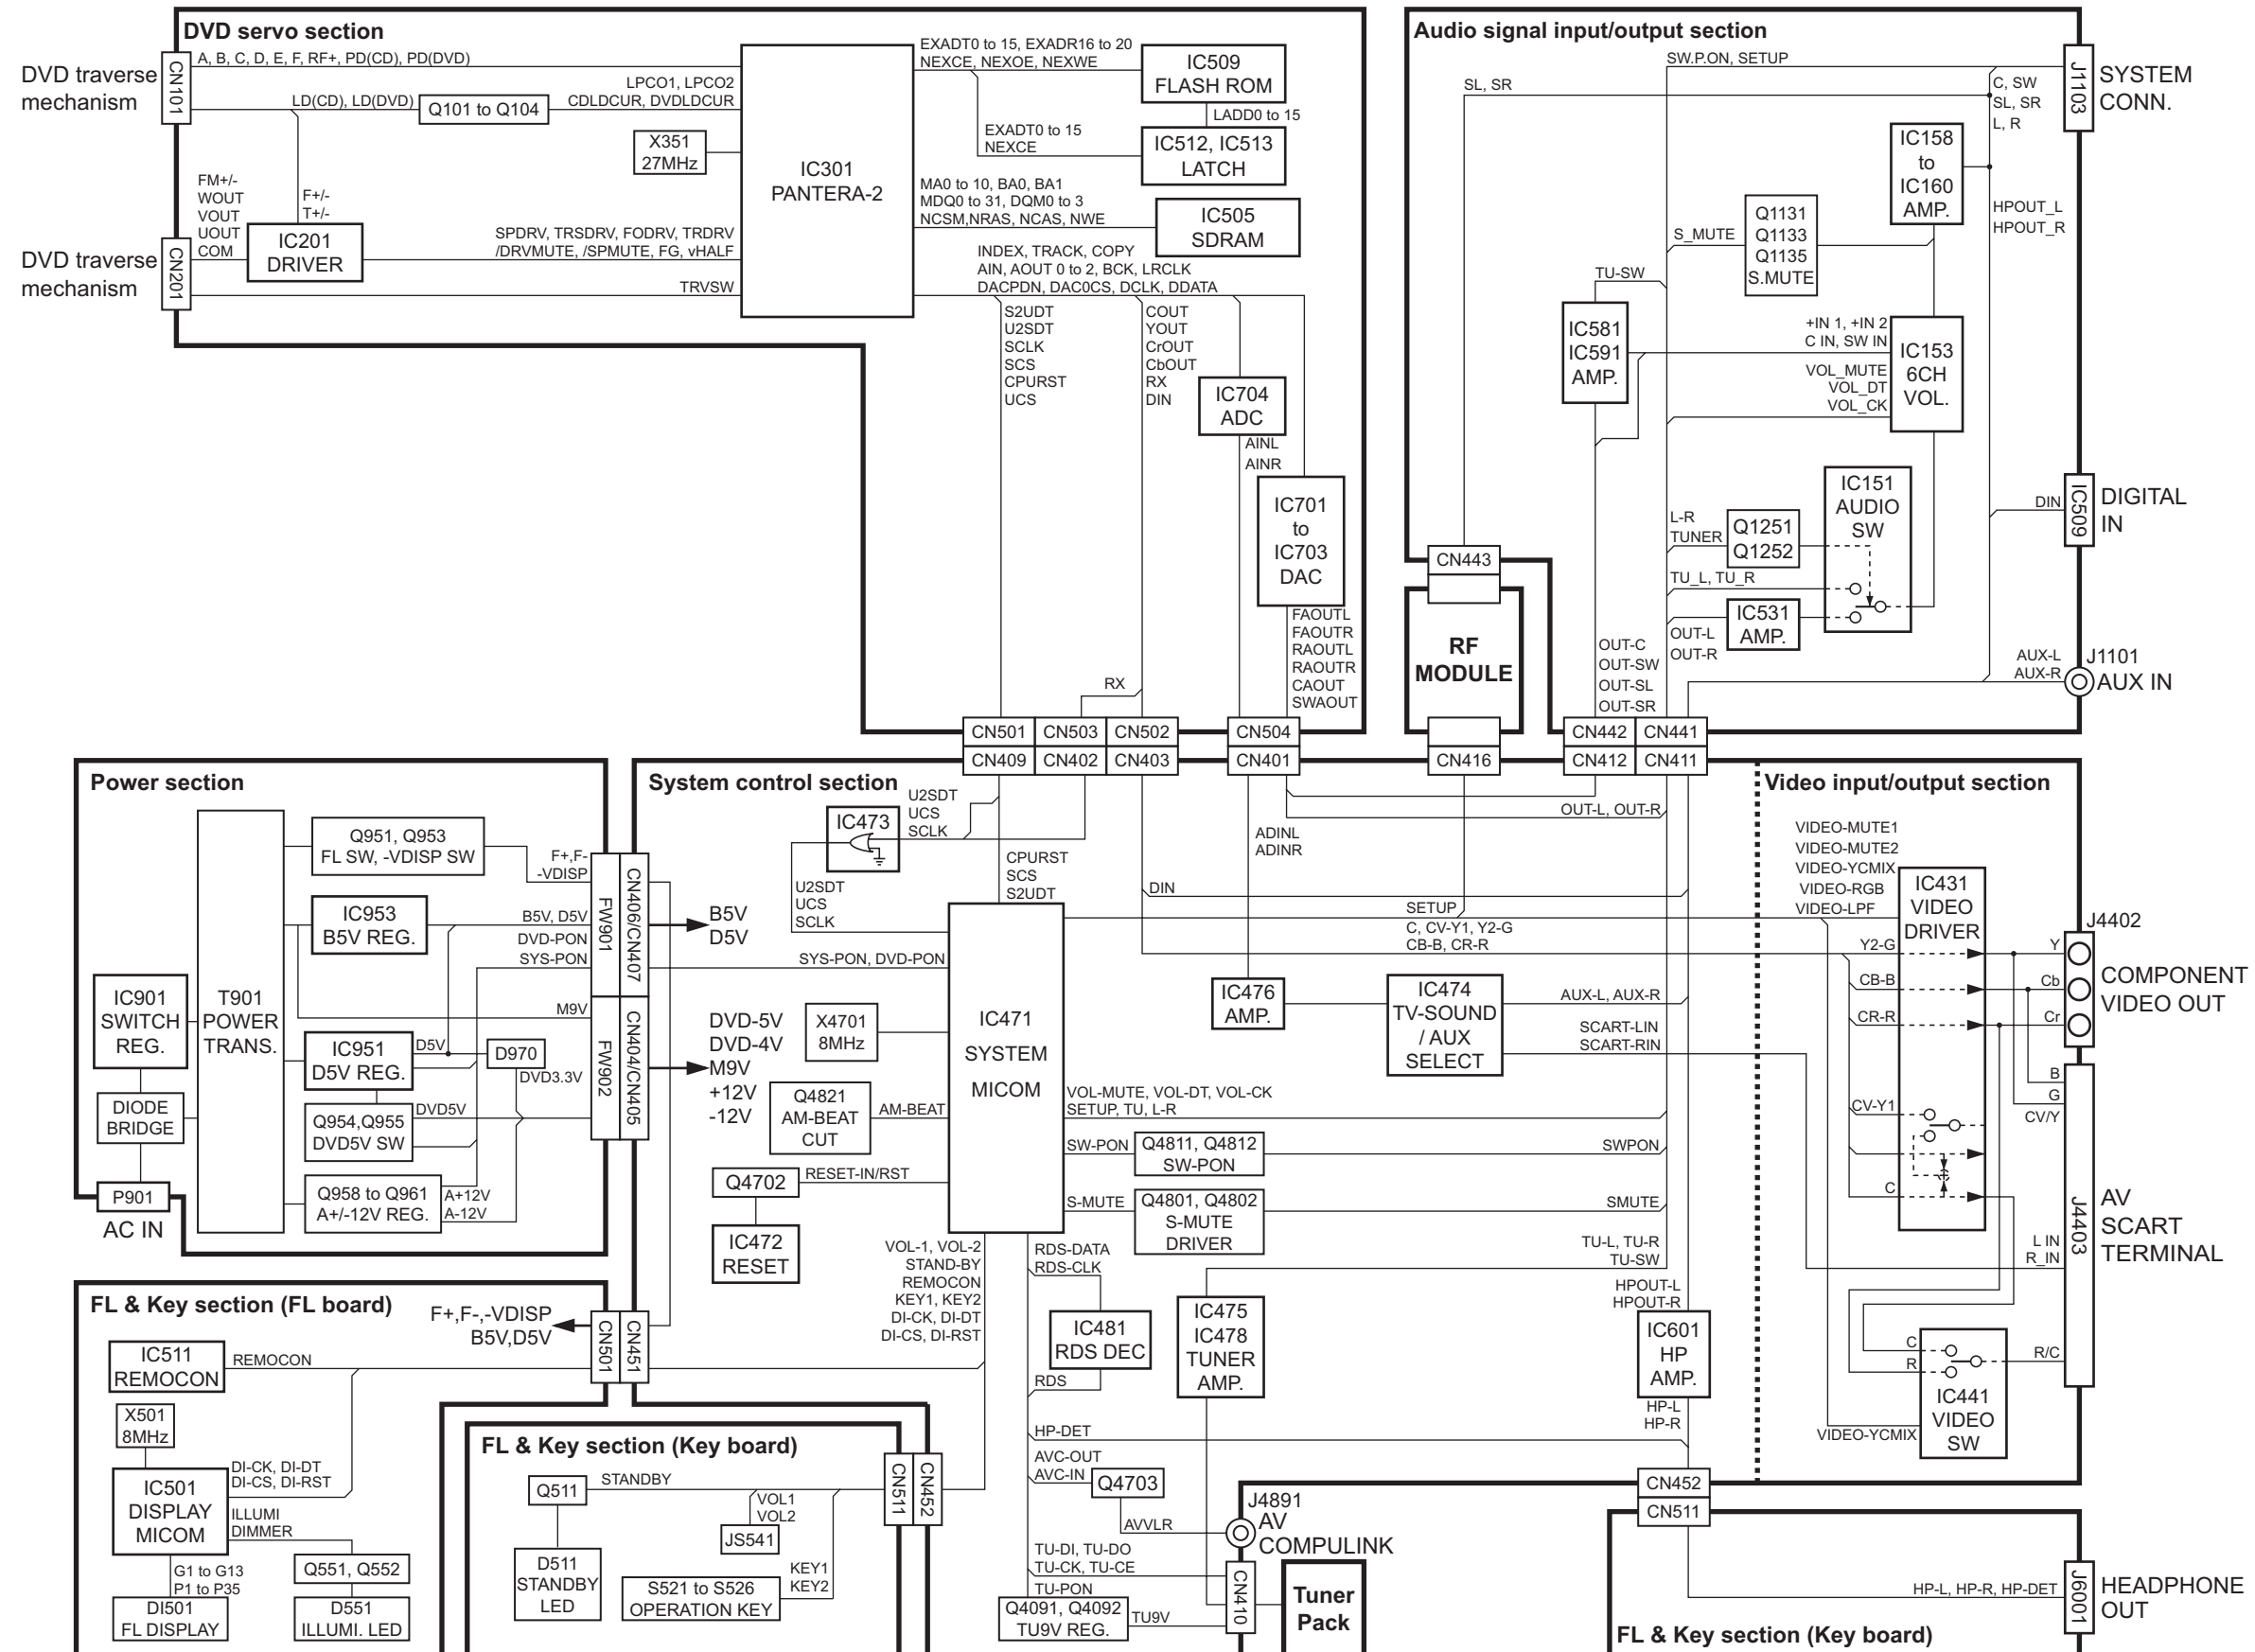 DVD servo section
DVD traverse
mechanism
CN101
A, B, C, D, E, F, RF+, PD(CD), PD(DVD)
LD(CD), LD(DVD)
Q101 to Q104
LPCO1, LPCO2
CDLDCUR, DVDLDCUR
X351
27MHz
FM+/-
WOUT
VOUT
UOUT
COM
F+/-
T+/-
DVD traverse
mechanism
CN201
IC201
DRIVER
SPDRV, TRSDRV, FODRV, TRDRV
/DRVMUTE, /SPMUTE, FG, vHALF
TRVSW
IC301
PANTERA-2
EXADT0 to 15, EXADR16 to 20
NEXCE, NEXOE, NEXWE
IC509
FLASH ROM
LADD0 to 15
EXADT0 to 15
NEXCE
IC512, IC513
LATCH
MA0 to 10, BA0, BA1
MDQ0 to 31, DQM0 to 3
NCSM,NRAS, NCAS, NWE
IC505
SDRAM
INDEX, TRACK, COPY
AIN, AOUT 0 to 2, BCK, LRCLK
DACPDN, DAC0CS, DCLK, DDATA
S2UDT
U2SDT
SCLK
SCS
CPURST
UCS
COUT
YOUT
CrOUT
CbOUT
RX
DIN
IC704
ADC
AINL
AINR
IC701
to
IC703
DAC
FAOUTL
FAOUTR
RAOUTL
RAOUTR
CAOUT
SWAOUT
RX
CN501
CN503
CN502
CN504
Audio signal input/output section
SW.P.ON, SETUP
SL, SR
J1103
SYSTEM
CONN.
C, SW
SL, SR
L, R
IC158
to
IC160
AMP.
HPOUT_L
HPOUT_R
Q1131
Q1133
Q1135
S.MUTE
S_MUTE
TU-SW
IC581
IC591
AMP.
+IN 1, +IN 2
C IN, SW IN
VOL_MUTE
VOL_DT
VOL_CK
IC153
6CH
VOL.
IC151
AUDIO
SW
L-R
TUNER
Q1251
Q1252
TU_L, TU_R
IC531
AMP.
OUT-L
OUT-R
DIN
IC509
DIGITAL
IN
CN443
RF
MODULE
OUT-C
OUT-SW
OUT-SL
OUT-SR
AUX-L
AUX-R
J1101
AUX IN
CN442
CN441
CN409
CN402
CN403
CN401
CN416
CN412
CN411
Power section
Q951, Q953
FL SW, -VDISP SW
F+,F-
-VDISP
IC953
B5V REG.
B5V, D5V
DVD-PON
SYS-PON
FW901
CN406/CN407
B5V
D5V
IC901
SWITCH
REG.
T901
POWER
TRANS.
M9V
IC951
D5V REG.
D5V
D970
DVD3.3V
FW902
CN404/CN405
DVD-5V
DVD-4V
M9V
+12V
-12V
DIODE
BRIDGE
Q954,Q955
DVD5V SW
DVD5V
P901
AC IN
Q958 to Q961
A+/-12V REG.
A+12V
A-12V
System control section
U2SDT
UCS
SCLK
IC473
U2SDT
UCS
SCLK
CPURST
SCS
S2UDT
ADINL
ADINR
OUT-L, OUT-R
DIN
SETUP
C, CV-Y1, Y2-G
CB-B, CR-R
SYS-PON, DVD-PON
X4701
8MHz
IC471
SYSTEM
MICOM
IC476
AMP.
IC474
TV-SOUND
/ AUX
SELECT
AUX-L, AUX-R
SCART-LIN
SCART-RIN
Q4821
AM-BEAT
CUT
AM-BEAT
VOL-MUTE, VOL-DT, VOL-CK
SETUP, TU, L-R
SW-PON
Q4811, Q4812
SW-PON
SWPON
Q4702
RESET-IN/RST
IC472
RESET
S-MUTE
Q4801, Q4802
S-MUTE
DRIVER
SMUTE
VOL-1, VOL-2
STAND-BY
REMOCON
KEY1, KEY2
DI-CK, DI-DT
DI-CS, DI-RST
RDS-DATA
RDS-CLK
IC481
RDS DEC
RDS
TU-L, TU-R
TU-SW
IC475
IC478
TUNER
AMP.
HPOUT-L
HPOUT-R
IC601
HP
AMP.
HP-L
HP-R
HP-DET
AVC-OUT
AVC-IN
Q4703
AVVLR
J4891
AV
COMPULINK
TU-DI, TU-DO
TU-CK, TU-CE
TU-PON
Q4091, Q4092
TU9V REG.
TU9V
CN410
Tuner
Pack
Video input/output section
VIDEO-MUTE1
VIDEO-MUTE2
VIDEO-YCMIX
VIDEO-RGB
VIDEO-LPF
IC431
VIDEO
DRIVER
Y2-G
CB-B
CR-R
CV-Y1
C
J4402
Y
Cb
Cr
COMPONENT
VIDEO OUT
B
G
CV/Y
J4403
AV
SCART
TERMINAL
L IN
R_IN
C
R
R/C
IC441
VIDEO
SW
VIDEO-YCMIX
CN452
CN511
HP-L, HP-R, HP-DET
J6001
HEADPHONE
OUT
FL & Key section (Key board)
FL & Key section (FL board)
F+,F-,-VDISP
B5V,D5V
CN501
CN451
IC511
REMOCON
REMOCON
X501
8MHz
IC501
DISPLAY
MICOM
DI-CK, DI-DT
DI-CS, DI-RST
ILLUMI
DIMMER
G1 to G13
P1 to P35
DI501
FL DISPLAY
Q551, Q552
D551
ILLUMI. LED
FL & Key section (Key board)
Q511
STANDBY
VOL1
VOL2
JS541
D511
STANDBY
LED
S521 to S526
OPERATION KEY
KEY1
KEY2
CN511
CN452